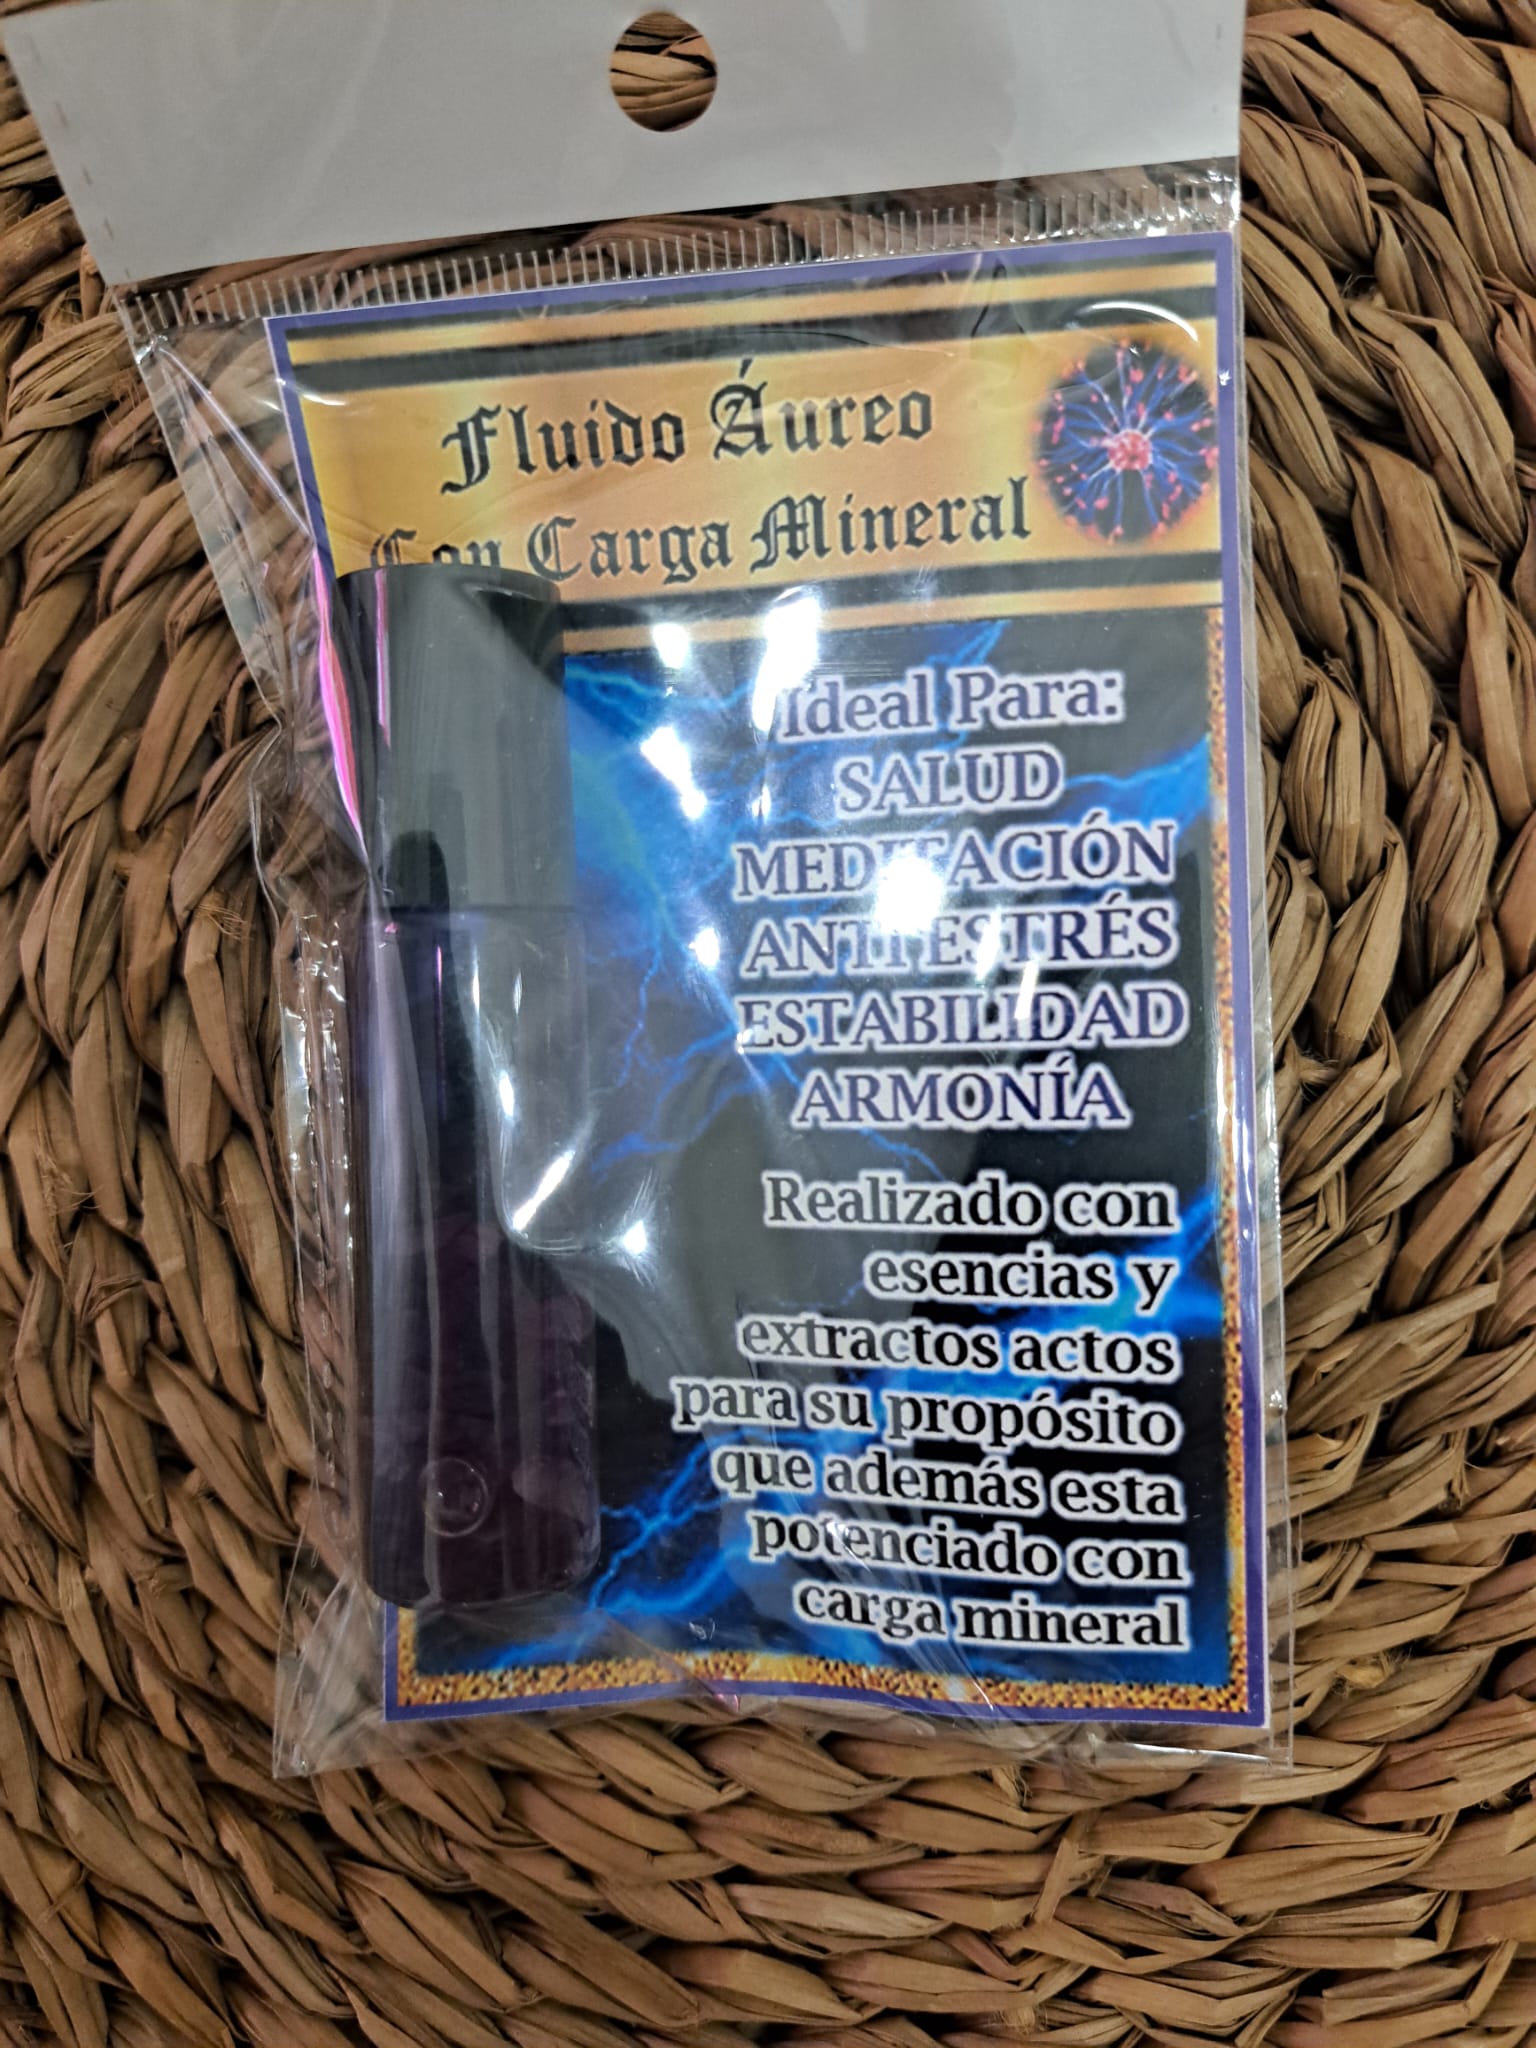 Fluido Áureo
Con Carga Mineral
Ideal Para:
SALUD
MEDITACIÓN
ANTIESTRÉS
ESTABILIDAD
ARMONÍA
Realizado con
esencias y
extractos actos
para su propósito
que además esta
potenciado con
carga mineral